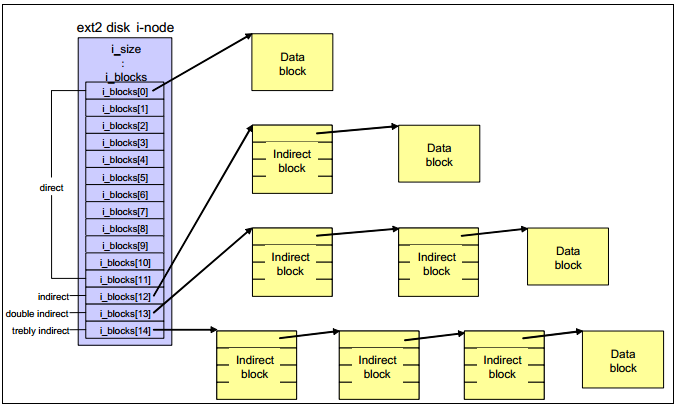 ext2 disk i-node
i_size
:
i_blocks
i_blocks[0]
i_blocks[1]
i_blocks[2]
i_blocks[3]
i_blocks[4]
i_blocks[5]
i_blocks[6]
i_blocks[7]
i_blocks[8]
i_blocks[9]
i_blocks[10]
i_blocks[11]
i_blocks[12]
i_blocks[13]
i_blocks[14]
direct
indirect
double indirect
trebly indirect
Data
block
Indirect
block
Data
block
Indirect
block
Indirect
block
Data
block
Indirect
block
Indirect
block
Indirect
block
Data
block